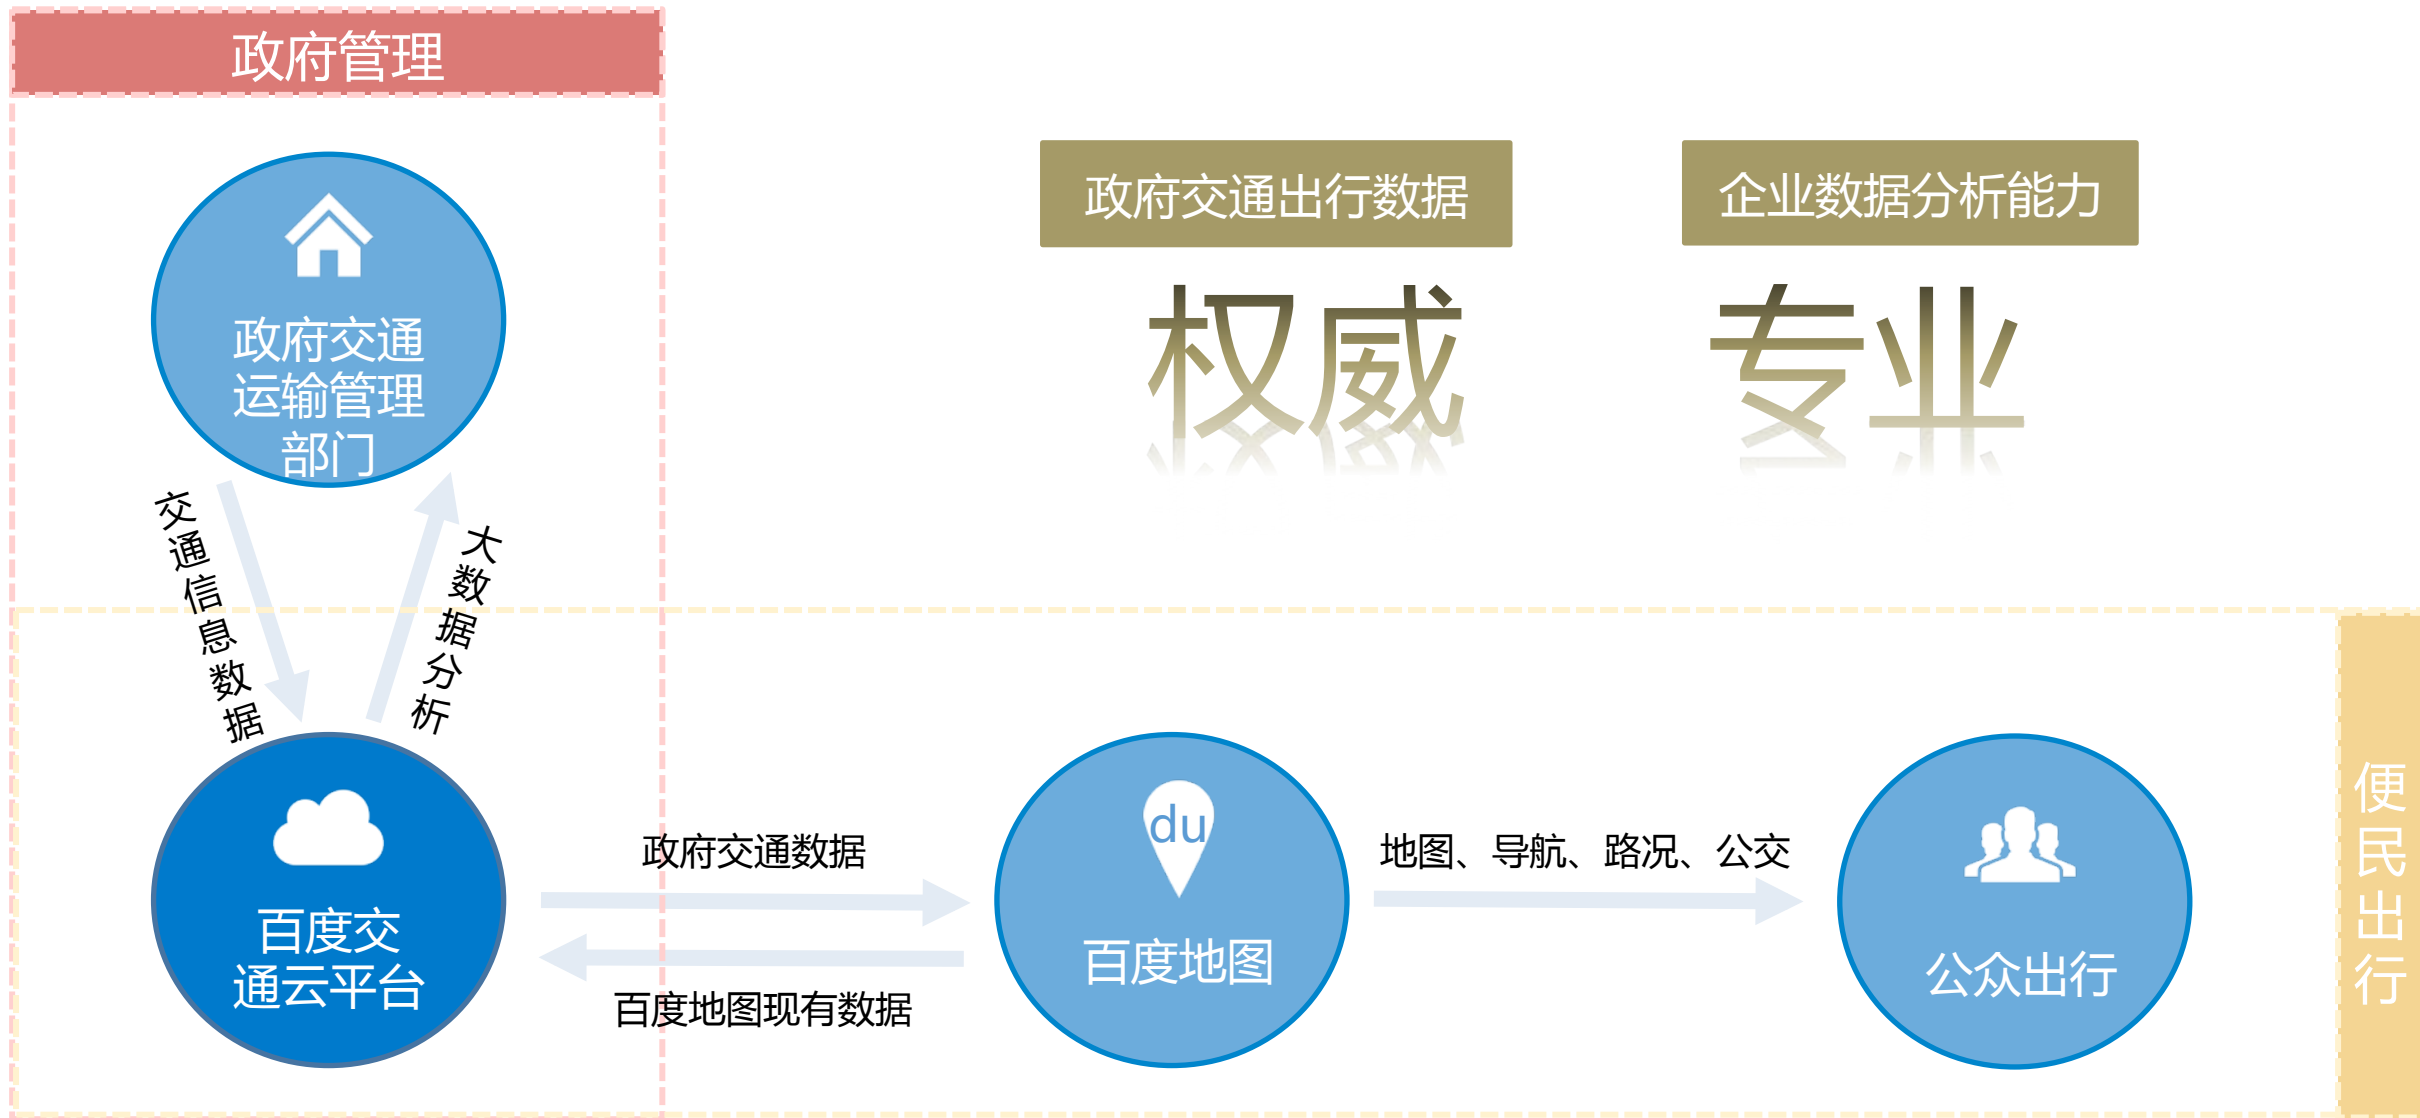 政府管理
政府交通出行数据
企业数据分析能力
权威
专业
政府交通
运输管理
部门
交通信息数据
大数据分析
du
百度交
通云平台
政府交通数据
百度地图现有数据
百度地图
地图、导航、路况、公交
公众出行
便民出行